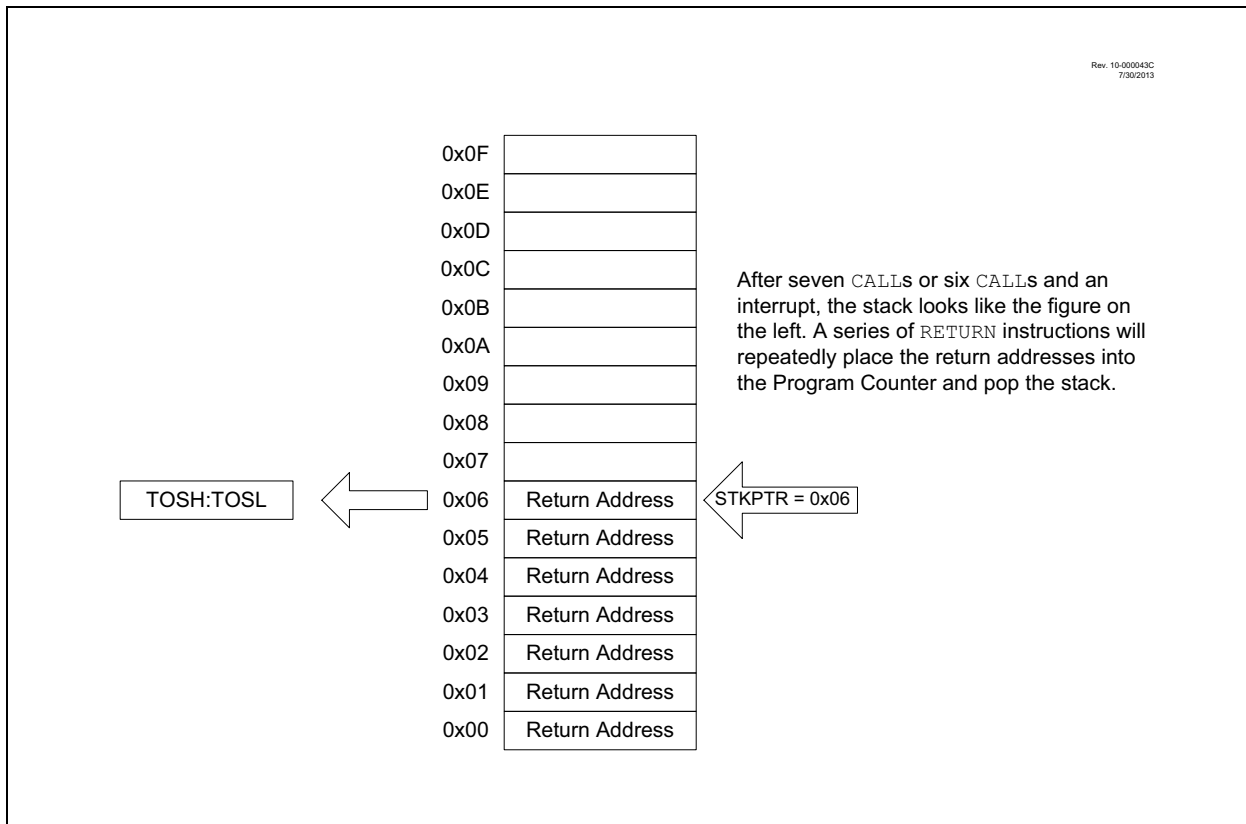 Rev. 10-000043C
7/30/2013
0x0F
0x0E
0x0D
0x0C
0x0B
0x0A
0x09
0x08
0x07
TOSH:TOSL
0x06 Return Address STKPTR = 0x06
0x05 Return Address
0x04 Return Address
0x03 Return Address
0x02 Return Address
0x01 Return Address
0x00 Return Address
After seven CALLs or six CALLs and an
interrupt, the stack looks like the figure on
the left. A series of RETURN instructions will
repeatedly place the return addresses into
the Program Counter and pop the stack.